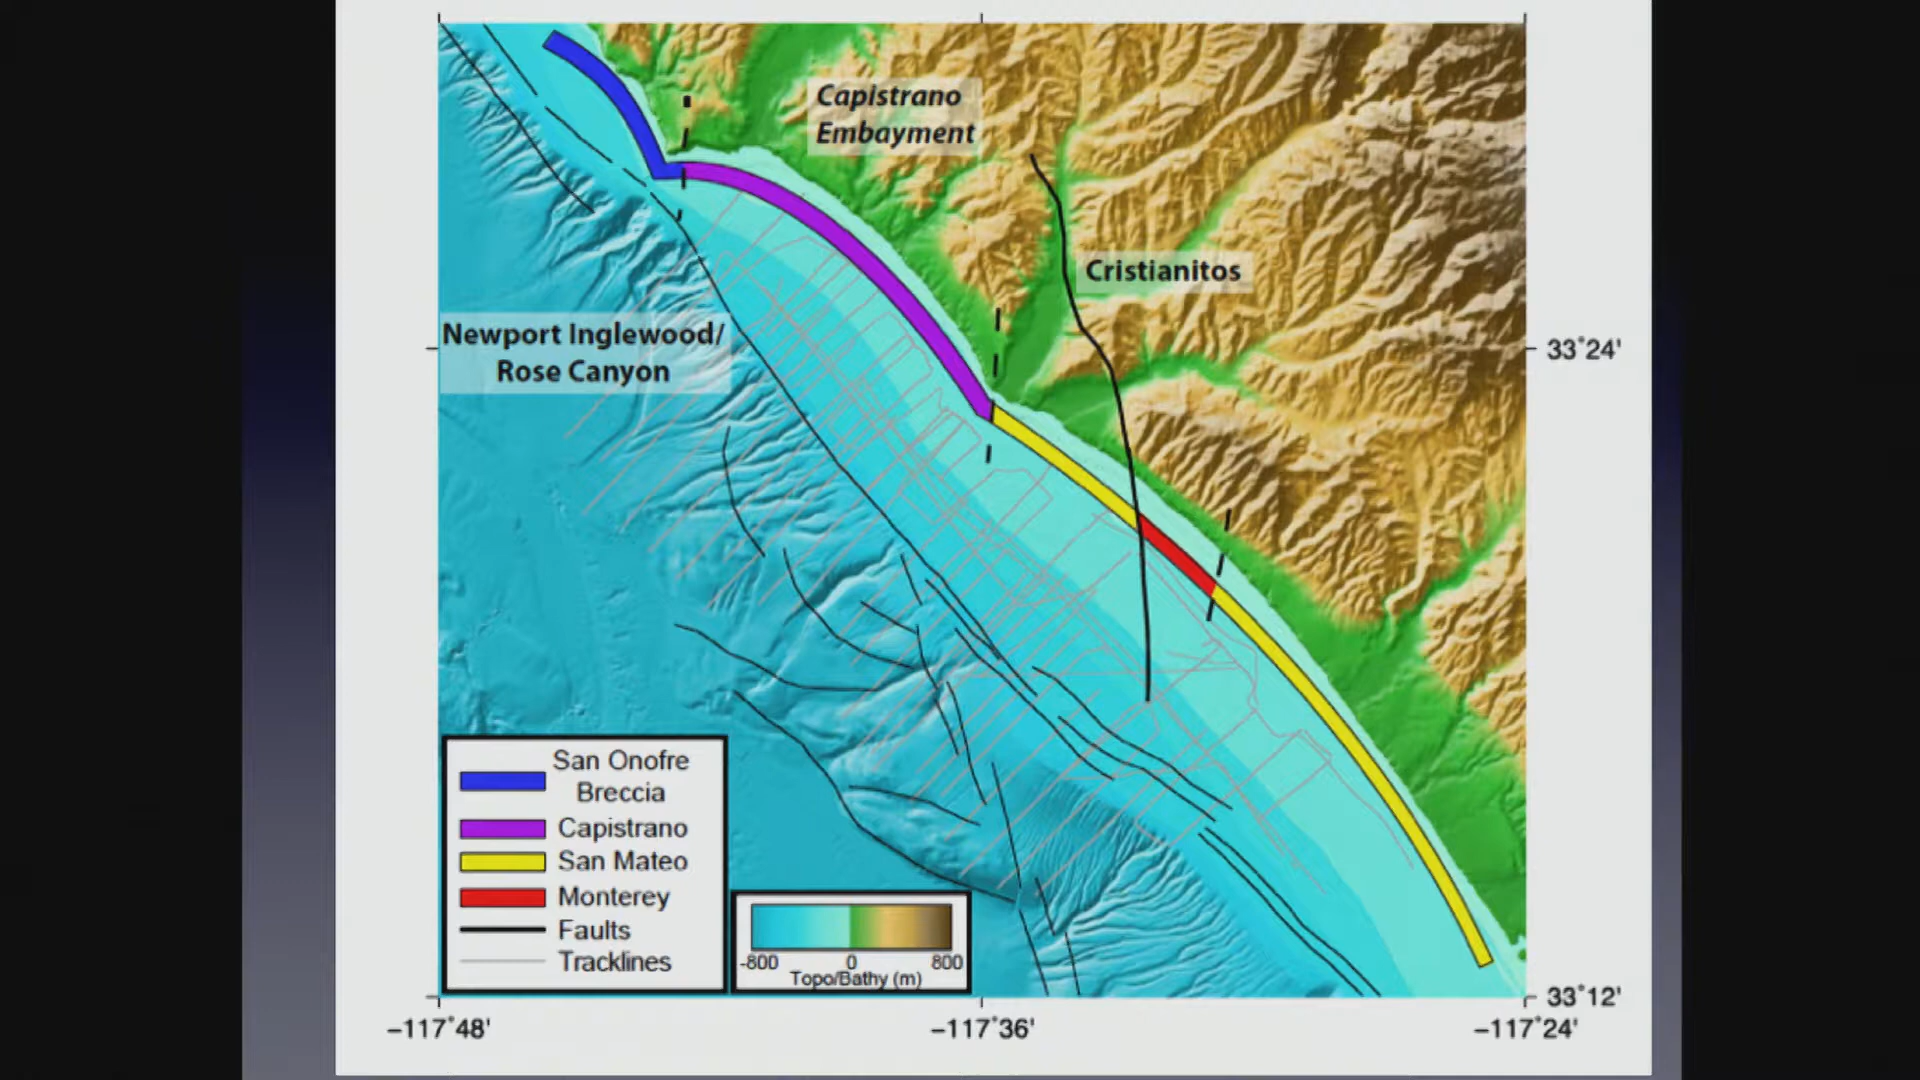 Capistrano
Embayment
Cristianitos
Newport Inglewood/
Rose Canyon
33˚24'
San Onofre
Breccia
Capistrano
San Mateo
Monterey
Faults
Tracklines
-800 0 800
Topo/Bathy (m)
33˚12'
−117˚48' −117˚36' −117˚24'